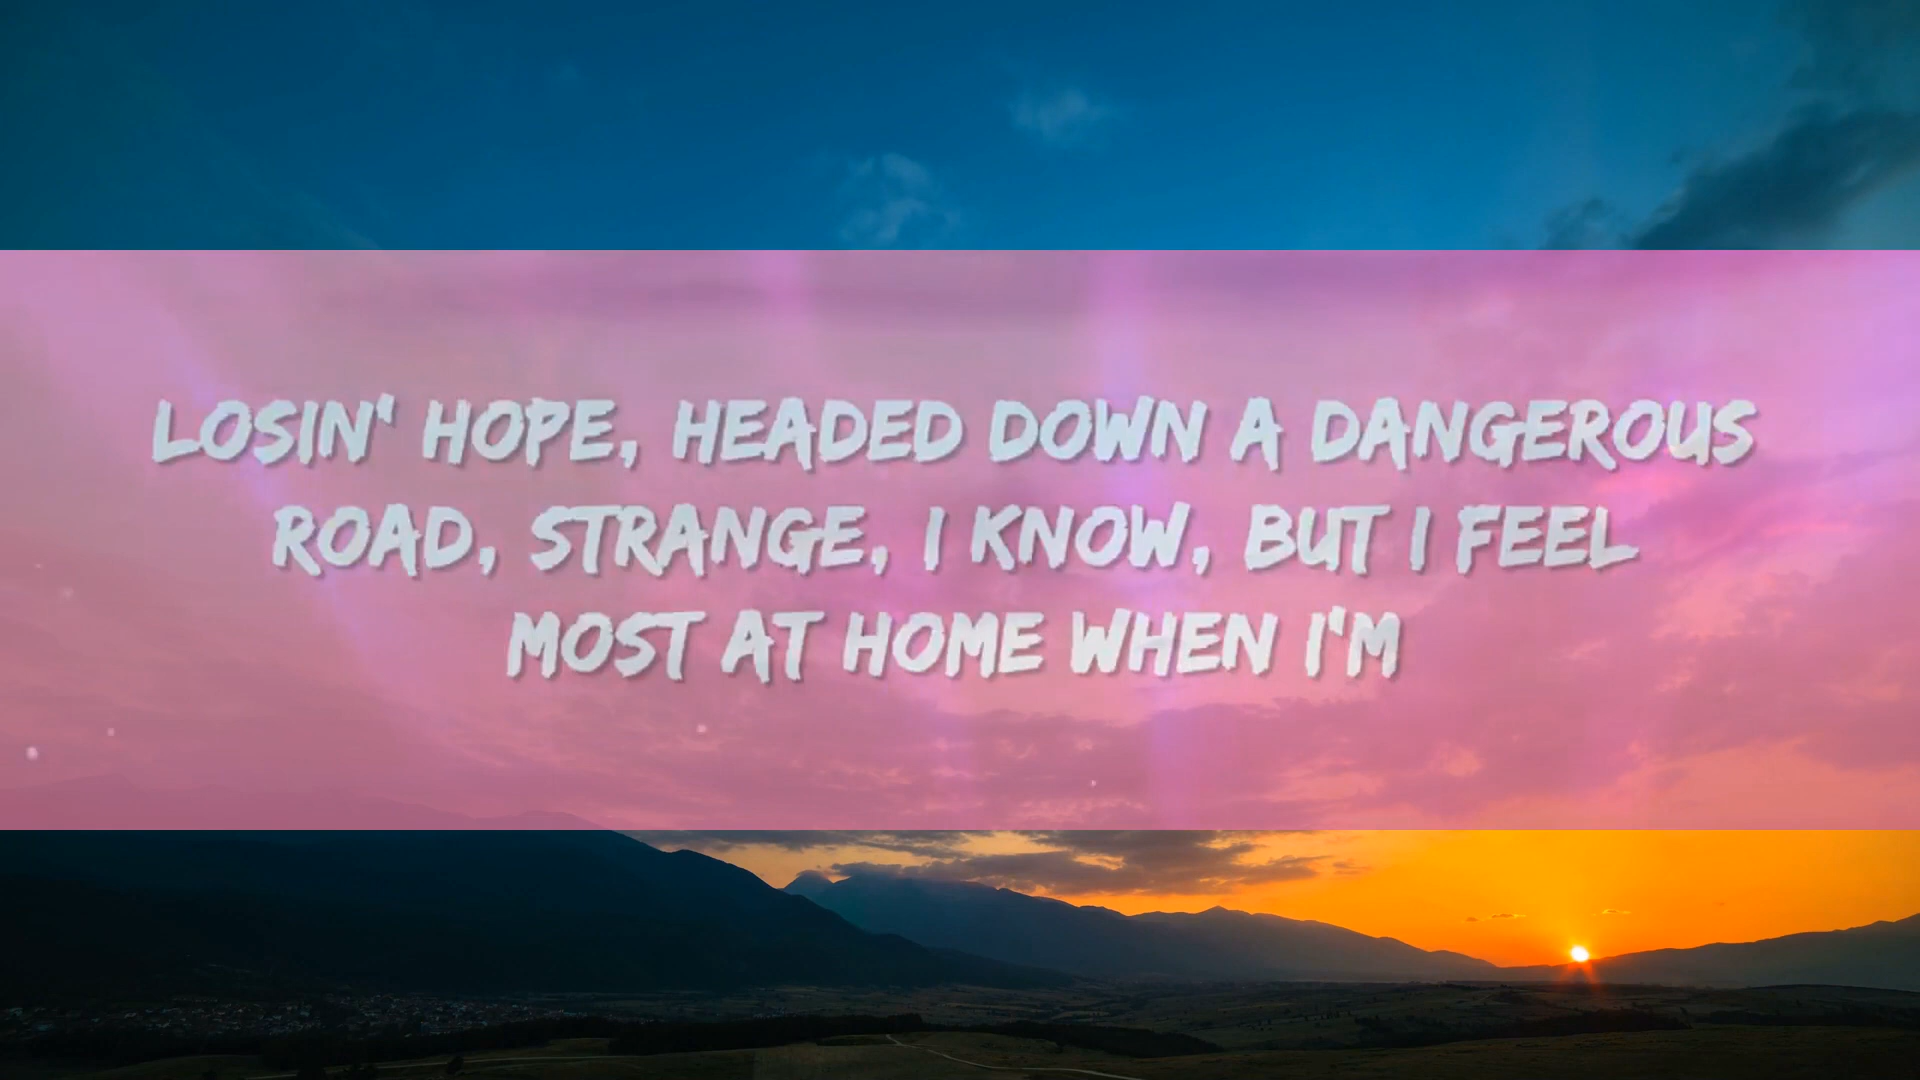 LOSIN' HOPE, HEADED DOWN A DANGEROUS
ROAD, STRANGE, I KNOW, BUT I FEEL
MOST AT HOME WHEN I'M